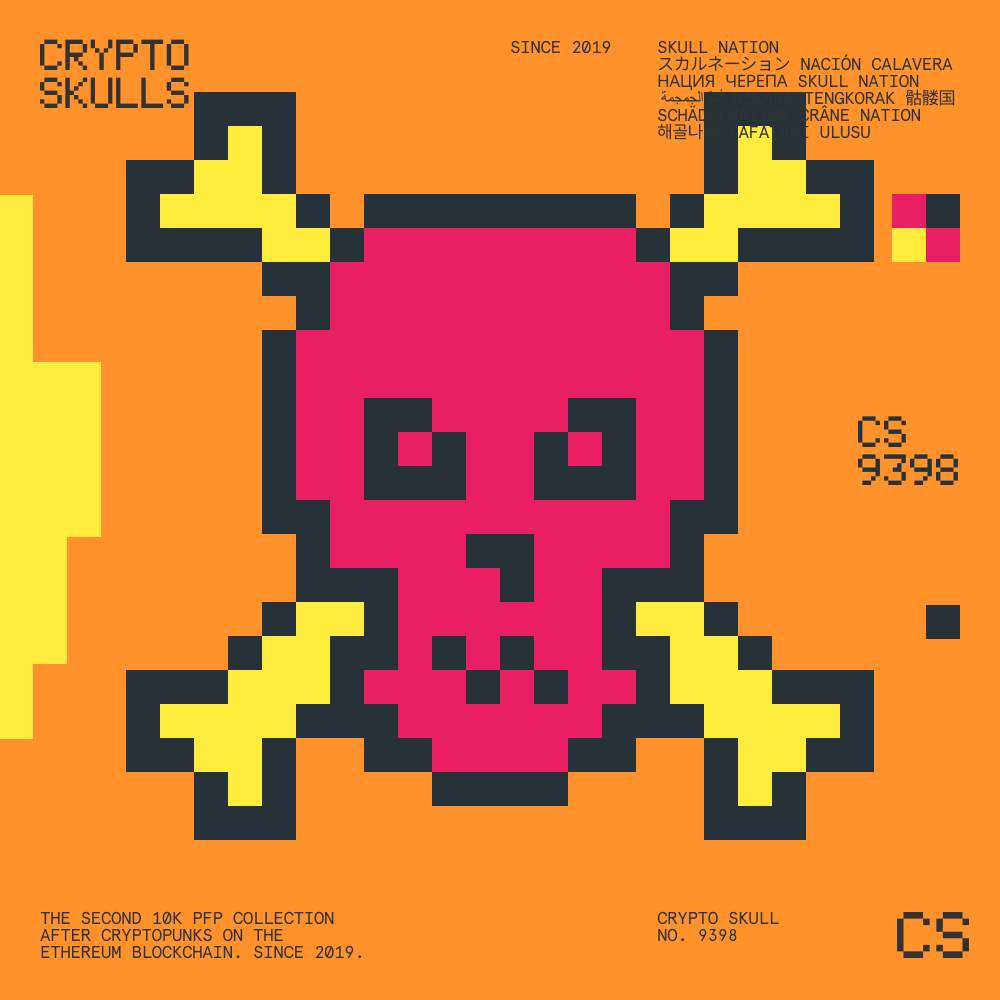 CRYPTO
SKULLS
SINCE 2019
SKULL NATION
スカルネーション NACIÓN CALAVERA
НАЦИЯ ЧЕРЕПА SKULL NATION
الجمجمة TENGKORAK 骷髅国
CRÂNE NATION
ULUSU
CS
9398
THE SECOND 10K PFP COLLECTION
AFTER CRYPTOPUNKS ON THE
ETHEREUM BLOCKCHAIN. SINCE 2019.
CRYPTO SKULL
NO. 9398
CS